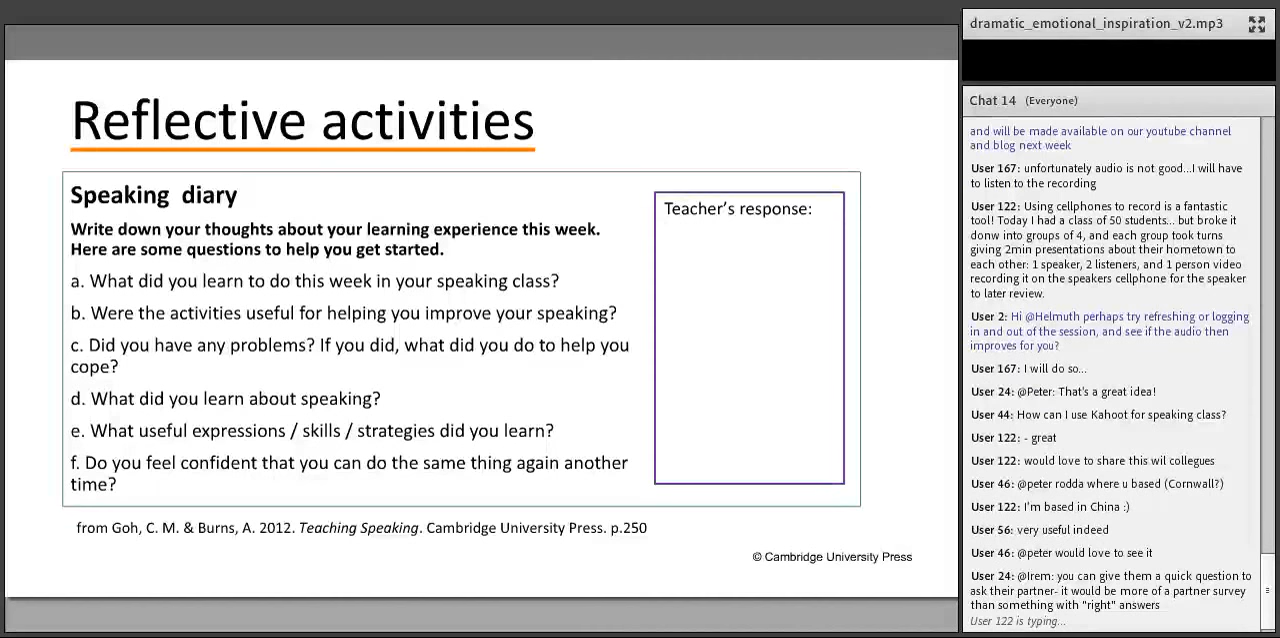 Reflective activities
Speaking diary
Write down your thoughts about your learning experience this week.
Here are some questions to help you get started.
a. What did you learn to do this week in your speaking class?
b. Were the activities useful for helping you improve your speaking?
c. Did you have any problems? If you did, what did you do to help you
cope?
d. What did you learn about speaking?
e. What useful expressions / skills / strategies did you learn?
f. Do you feel confident that you can do the same thing again another
time?
Teacher's response:
from Goh, C. M. & Burns, A. 2012. Teaching Speaking. Cambridge University Press. p.250
© Cambridge University Press
dramatic_emotional_inspiration_v2.mp3
Chat 14 (Everyone)
and will be made available on our youtube channel
and blog next week
User 167: unfortunately audio is not good...I will have
to listen to the recording
User 122: Using cellphones to record is a fantastic
tool! Today I had a class of 50 students... but broke it
donw into groups of 4, and each group took turns
giving 2min presentations about their hometown to
each other: 1 speaker, 2 listeners, and 1 person video
recording it on the speakers cellphone for the speaker
to later review.
User 2: Hi @Helmuth perhaps try refreshing or logging
in and out of the session, and see if the audio then
improves for you?
User 167: I will do so...
User 24: @Peter: That's a great idea!
User 44: How can I use Kahoot for speaking class?
User 122: - great
User 122: would love to share this wil collegues
User 46: @peter rodda where u based (Cornwall?)
User 122: I'm based in China :)
User 56: very useful indeed
User 46: @peter would love to see it
User 24: @Irem: you can give them a quick question to
ask their partner- it would be more of a partner survey
than something with "right" answers
User 122 is typing...